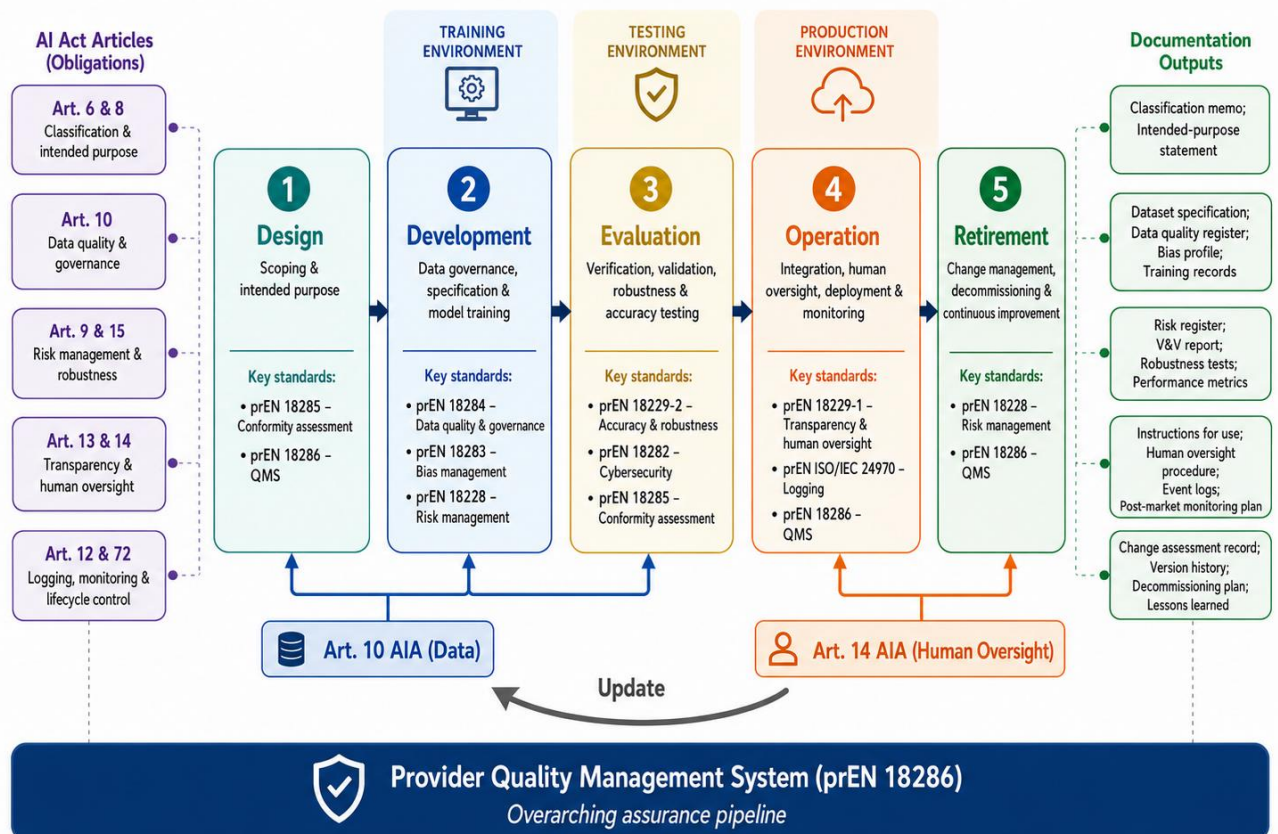 AI Act Articles
(Obligations)
Art. 6 & 8
Classification &
intended purpose
Art. 10
Data quality &
governance
Art. 9 & 15
Risk management &
robustness
Art. 13 & 14
Transparency &
human oversight
Art. 12 & 72
Logging, monitoring &
lifecycle control
TRAINING
ENVIRONMENT
TESTING
ENVIRONMENT
PRODUCTION
ENVIRONMENT
1
Design
Scoping &
intended purpose
Key standards:
• prEN 18285 –
Conformity assessment
• prEN 18286 –
QMS
2
Development
Data governance,
specification &
model training
Key standards:
• prEN 18284 –
Data quality & governance
• prEN 18283 –
Bias management
• prEN 18228 –
Risk management
3
Evaluation
Verification, validation,
robustness &
accuracy testing
Key standards:
• prEN 18229-2 –
Accuracy & robustness
• prEN 18282 –
Cybersecurity
• prEN 18285 –
Conformity assessment
4
Operation
Integration, human
oversight, deployment &
monitoring
Key standards:
• prEN 18229-1 –
Transparency &
human oversight
• prEN ISO/IEC 24970 –
Logging
• prEN 18286 –
QMS
5
Retirement
Change management,
decommissioning &
continuous improvement
Key standards:
• prEN 18228 –
Risk management
• prEN 18286 –
QMS
Documentation
Outputs
Classification memo;
Intended-purpose
statement
Dataset specification;
Data quality register;
Bias profile;
Training records
Risk register;
V&V report;
Robustness tests;
Performance metrics
Instructions for use;
Human oversight
procedure;
Event logs;
Post-market monitoring plan
Change assessment record;
Version history;
Decommissioning plan;
Lessons learned
Art. 10 AIA (Data)
Art. 14 AIA (Human Oversight)
Update
Provider Quality Management System (prEN 18286)
Overarching assurance pipeline